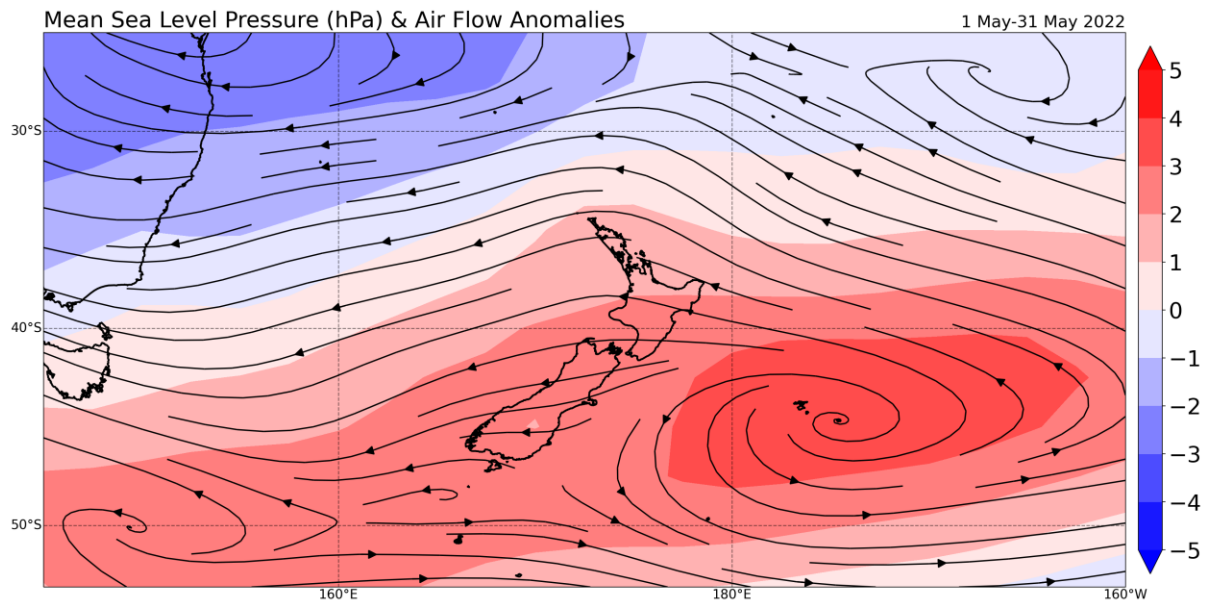 Mean Sea Level Pressure (hPa) & Air Flow Anomalies
1 May-31 May 2022
30°S
40°S
50°S
160°E
180°E
160°W
5
4
3
2
1
0
−1
−2
−3
−4
−5